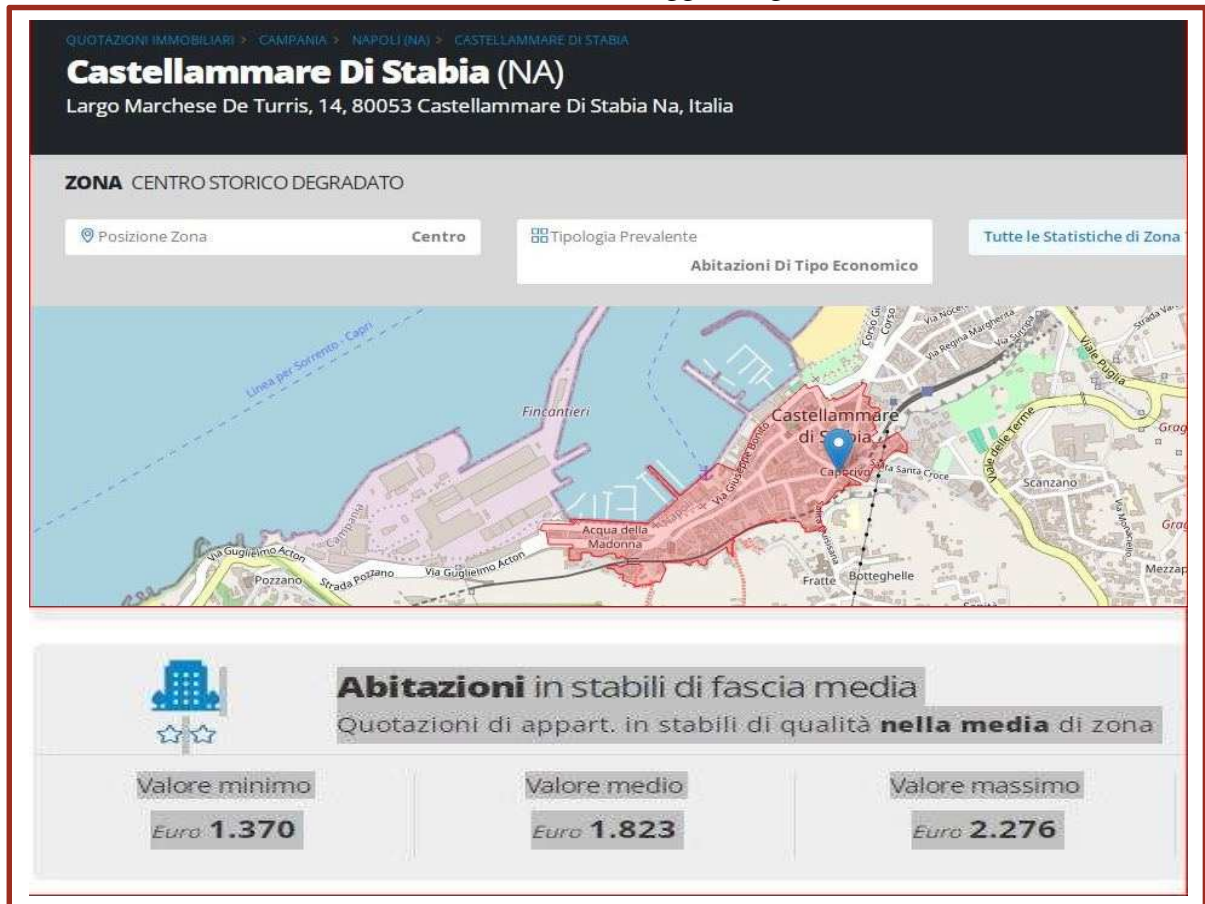 QUOTAZIONI IMMOBILIARI > CAMPANIA > NAPOLI (NA) > CASTELLAMMARE DI STABIA
Castellammare Di Stabia (NA)
Largo Marchese De Turris, 14, 80053 Castellammare Di Stabia Na, Italia
ZONA CENTRO STORICO DEGRADATO
Posizione Zona Centro
Tipologia Prevalente
Abitazioni Di Tipo Economico
Tutte le Statistiche di Zona
Linea per Sorrento - Capri
Fincantieri
Campania
Castellammare
di Stabia
Caporivo
Santa Croce
Via Giuseppe Bonito
Acqua della
Madonna
Via Guglielmo Acton
Via Guglielmo Acton
Pozzano
Strada Pozzano
Fratte
Botteghelle
Via Regina Margherita
Viale Puglia
Viale delle Terme
Scanzano
Abitazioni in stabili di fascia media
Quotazioni di appart. in stabili di qualità nella media di zona
Valore minimo
Euro 1.370
Valore medio
Euro 1.823
Valore massimo
Euro 2.276